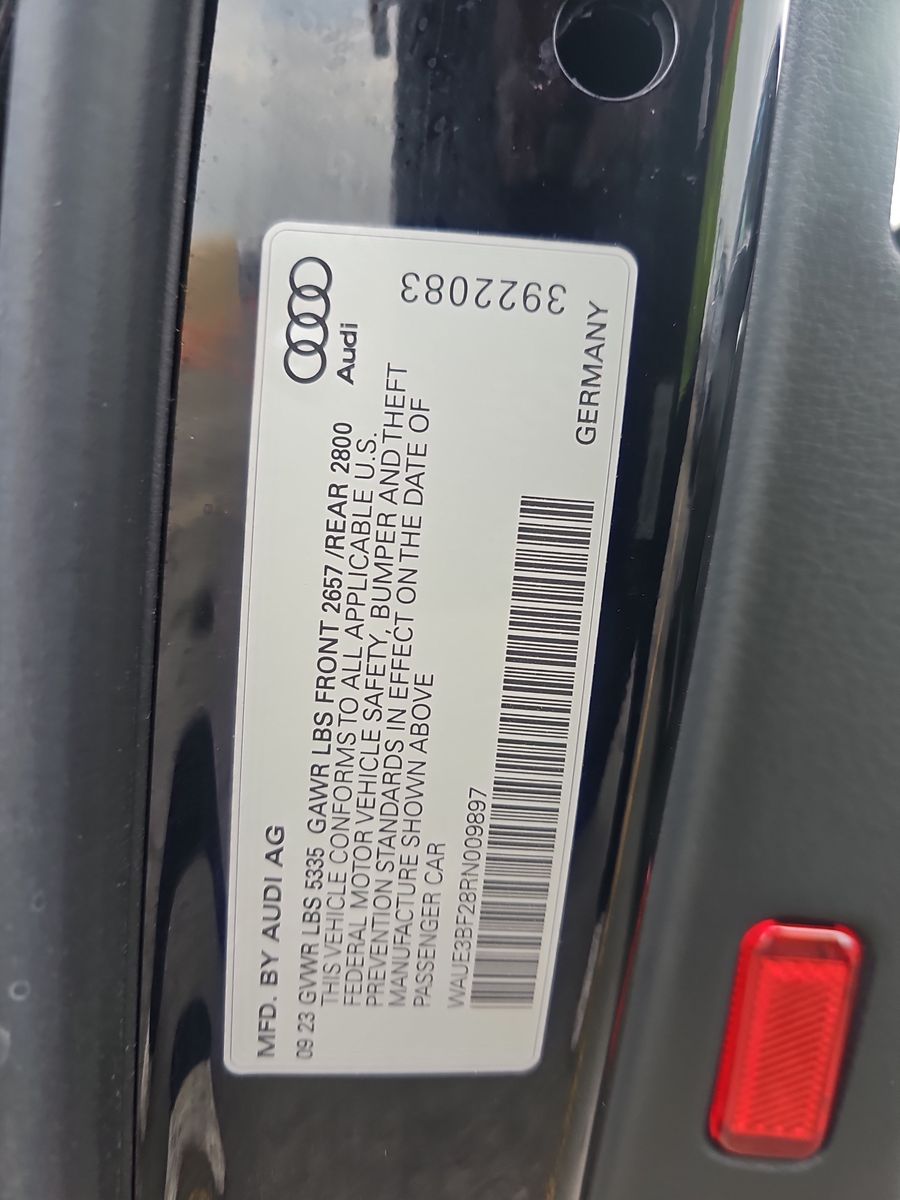 MFD. BY AUDI AG
Audi
09 23 GVWR LBS 5335 GAWR LBS FRONT 2657 /REAR 2800
THIS VEHICLE CONFORMS TO ALL APPLICABLE U.S.
FEDERAL MOTOR VEHICLE SAFETY, BUMPER AND THEFT
PREVENTION STANDARDS IN EFFECT ON THE DATE OF
MANUFACTURE SHOWN ABOVE
PASSENGER CAR
3922083
WAUE3BF28RN009897
GERMANY